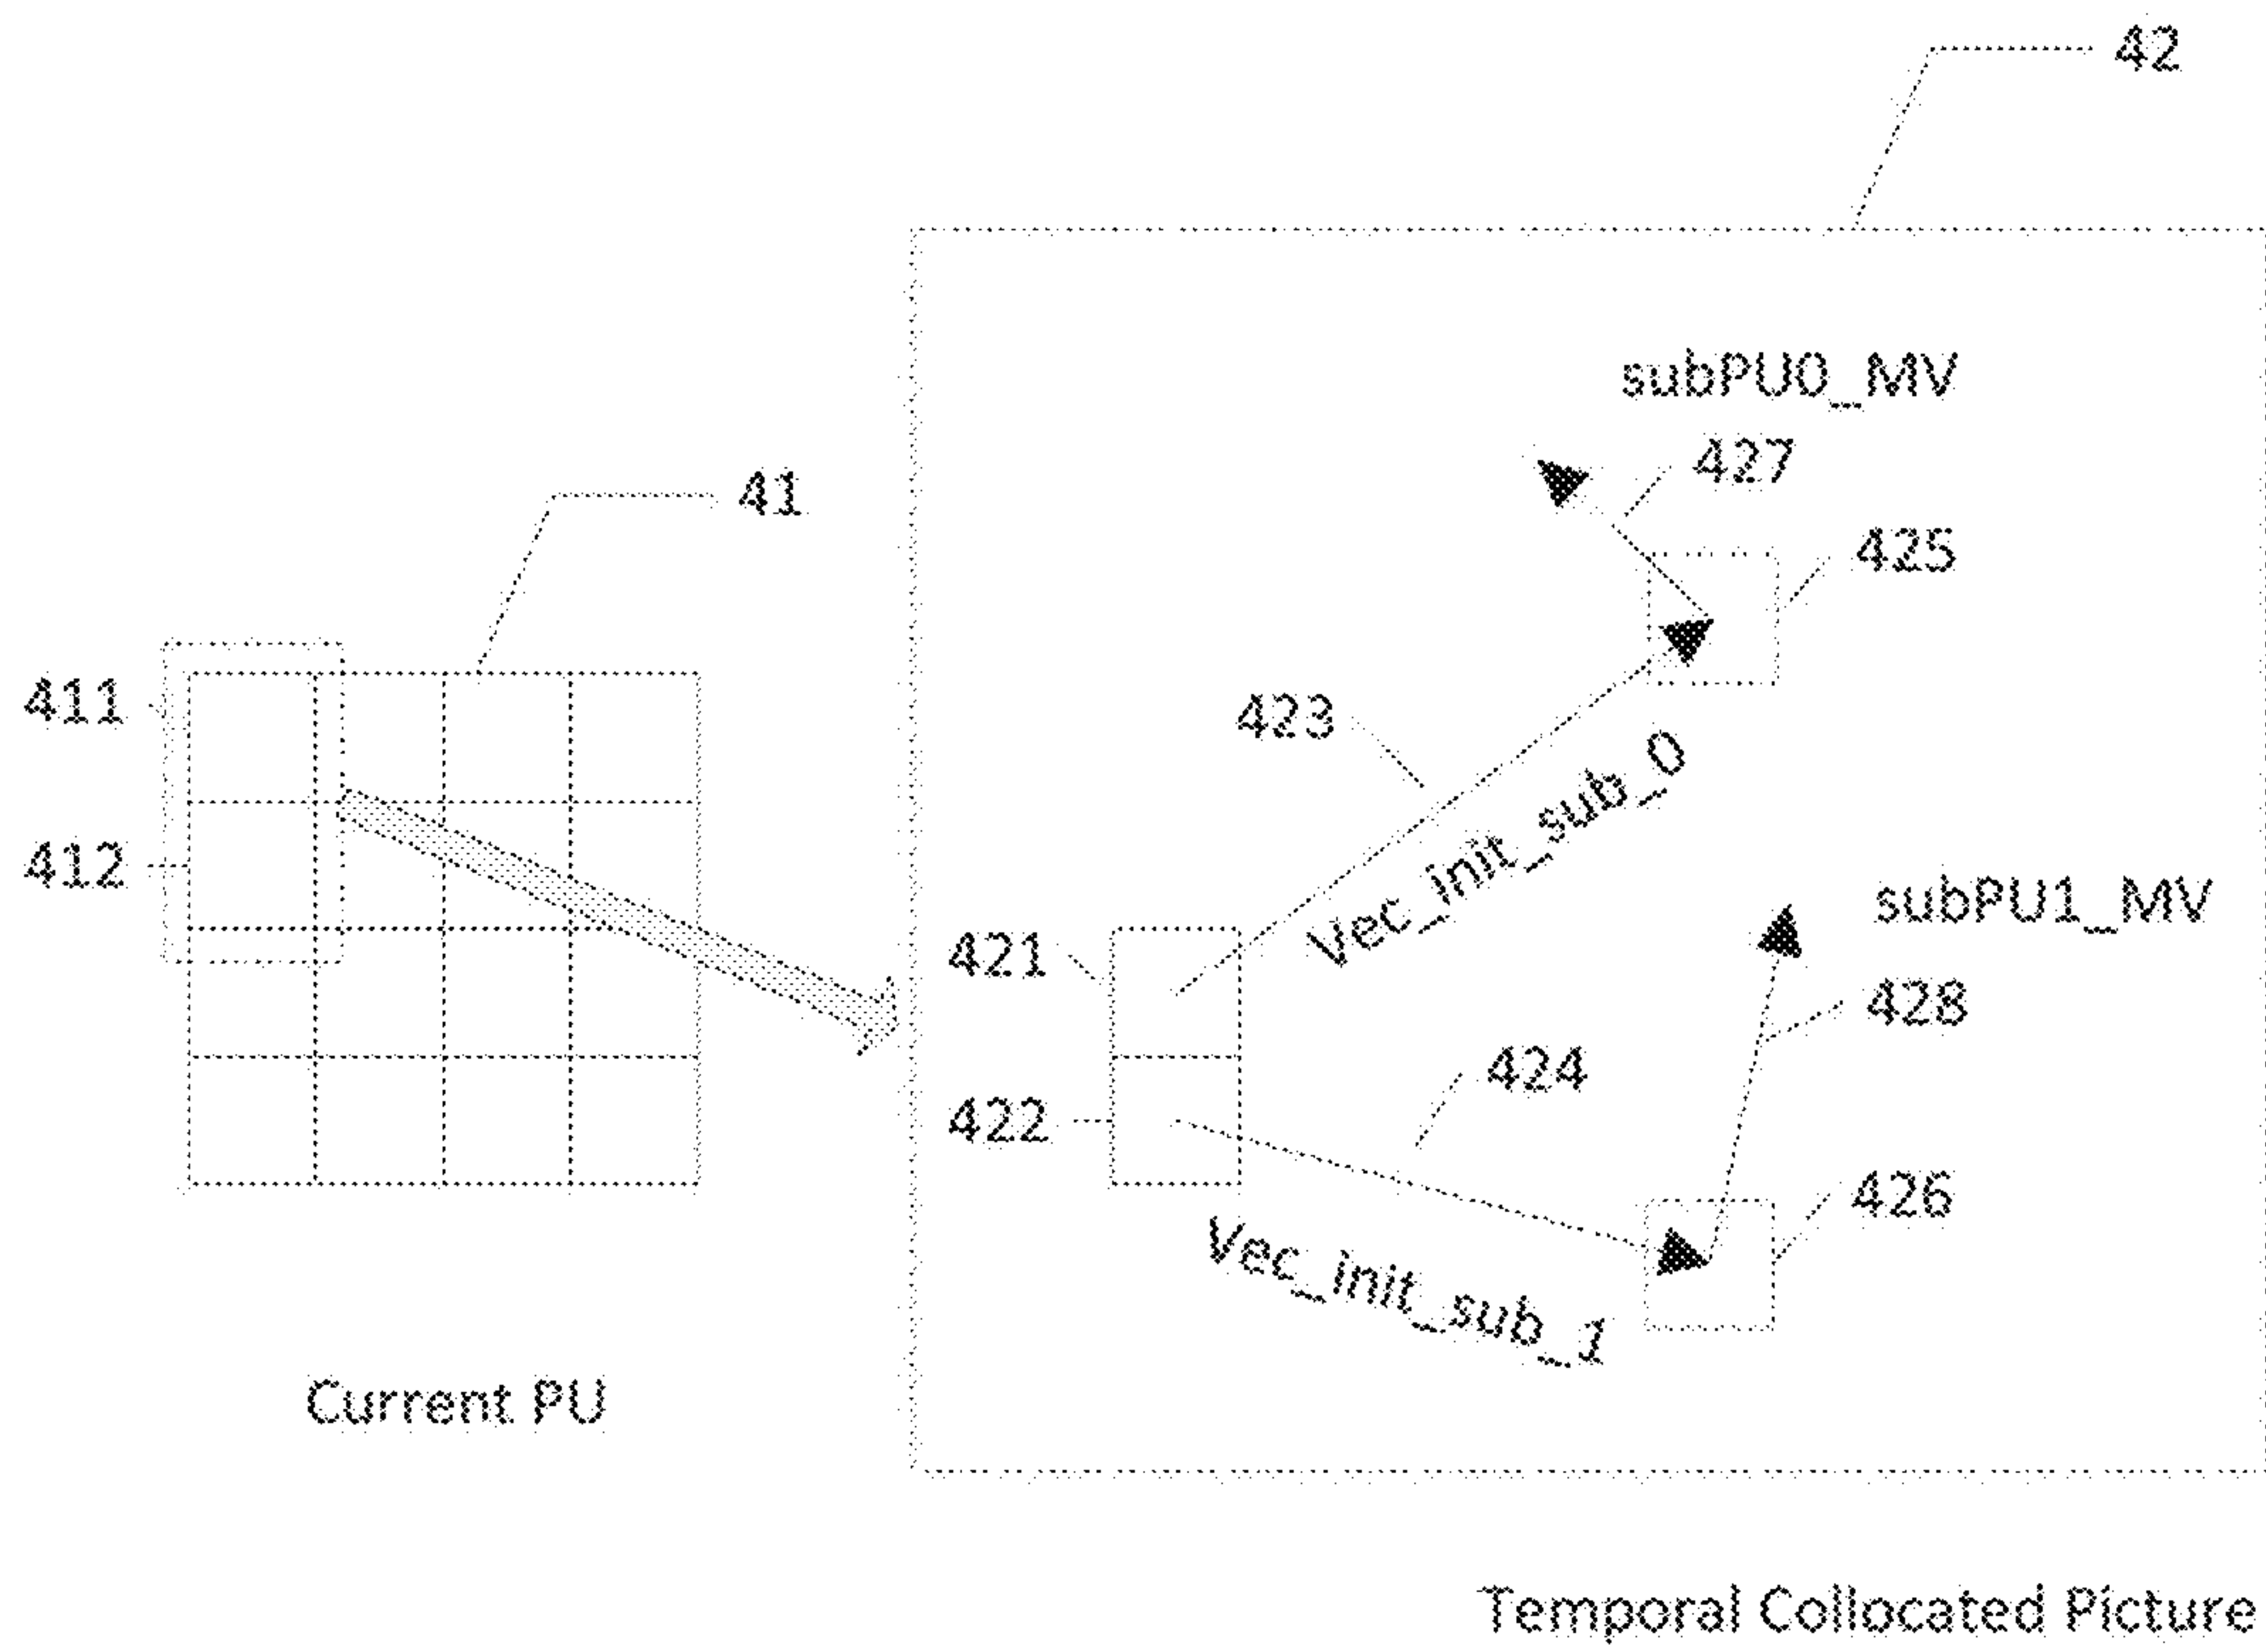 42
subPU0_MV
427
41
425
411
423
Vec_init_sub_0
412
subPU1_MV
421
428
424
422
426
Vec_init_sub_1
Current PU
Temporal Collocated Picture